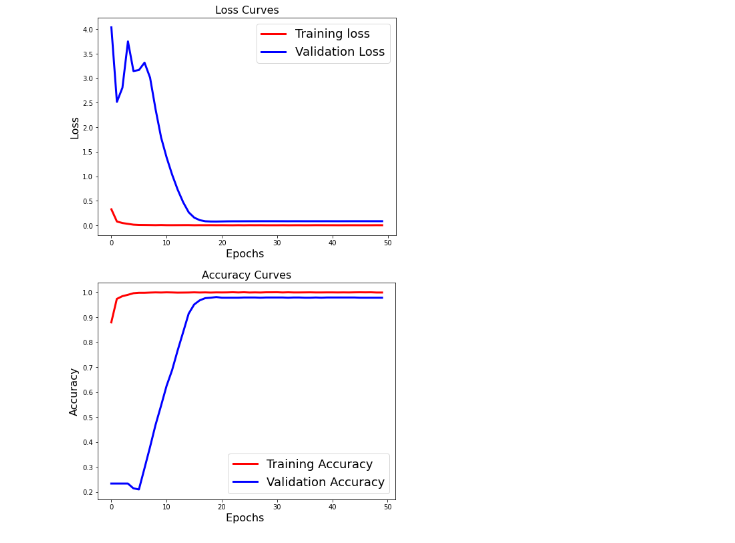 Loss Curves
Training loss
Validation Loss
4.0
3.5
3.0
2.5
2.0
1.5
1.0
0.5
0.0
Loss
0 10 20 30 40 50
Epochs
Accuracy Curves
1.0
0.9
0.8
0.7
0.6
0.5
0.4
0.3
0.2
Accuracy
Training Accuracy
Validation Accuracy
0 10 20 30 40 50
Epochs